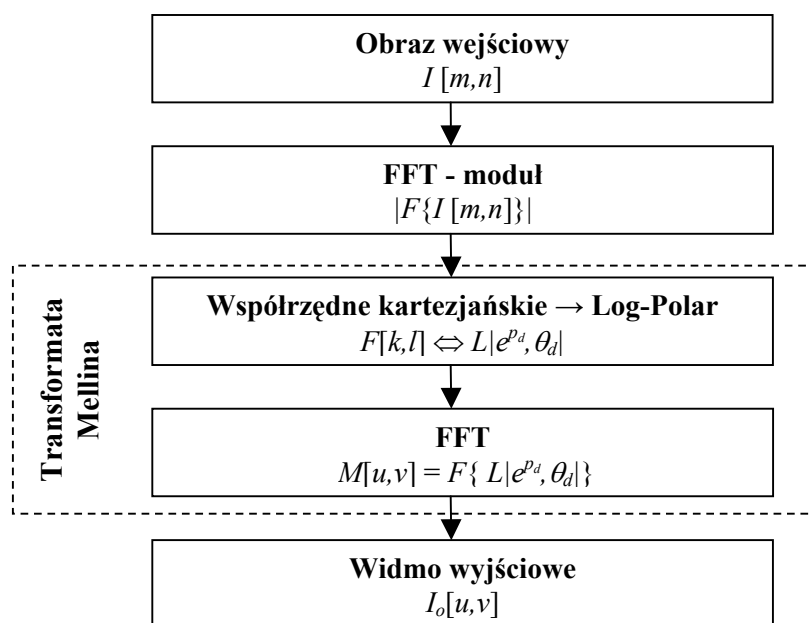 Obraz wejściowy
I [m,n]
FFT - moduł
|F{I [m,n]}|
Transformata
Mellina
Współrzędne kartezjańskie → Log-Polar
F⌈k,l⌉ ⇔ L|e^{p_d},θ_d|
FFT
M⌈u,v⌉ = F{ L|e^{p_d},θ_d|}
Widmo wyjściowe
I_o[u,v]